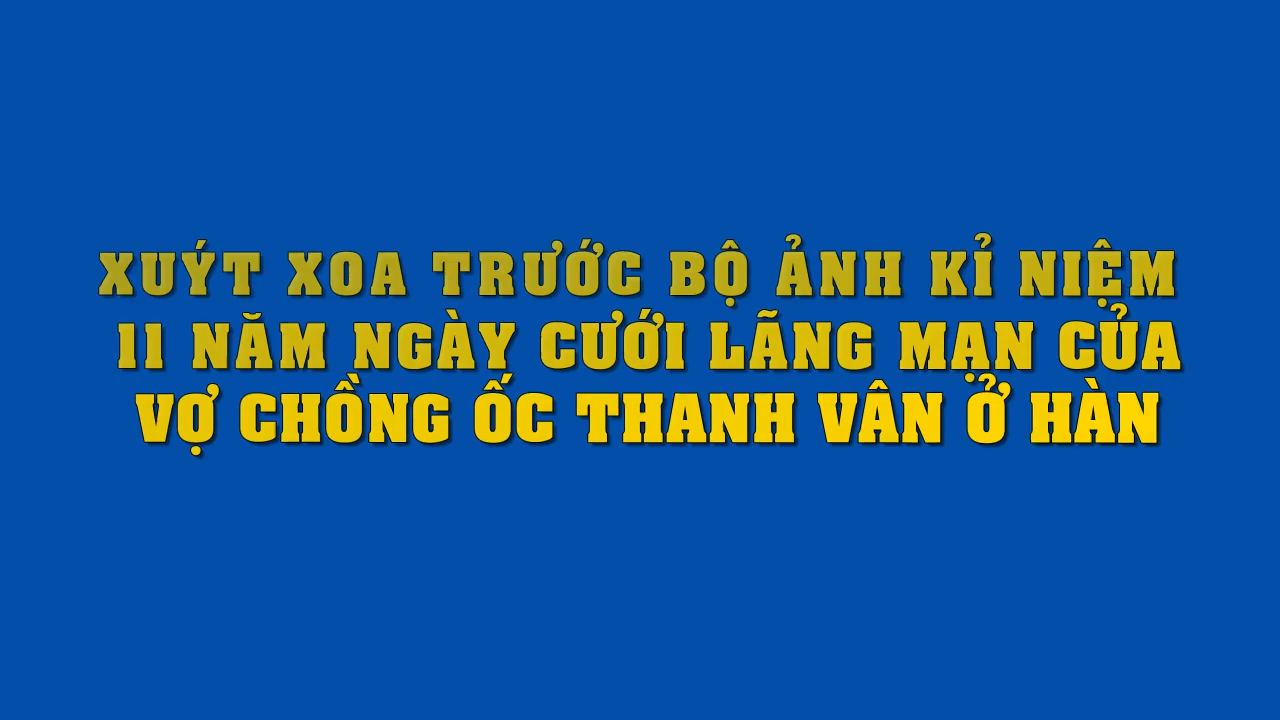 XUÝT XOA TRƯỚC BỘ ẢNH KỈ NIỆM
11 NĂM NGÀY CƯỚI LÃNG MẠN CỦA
VỢ CHỒNG ỐC THANH VÂN Ở HÀN